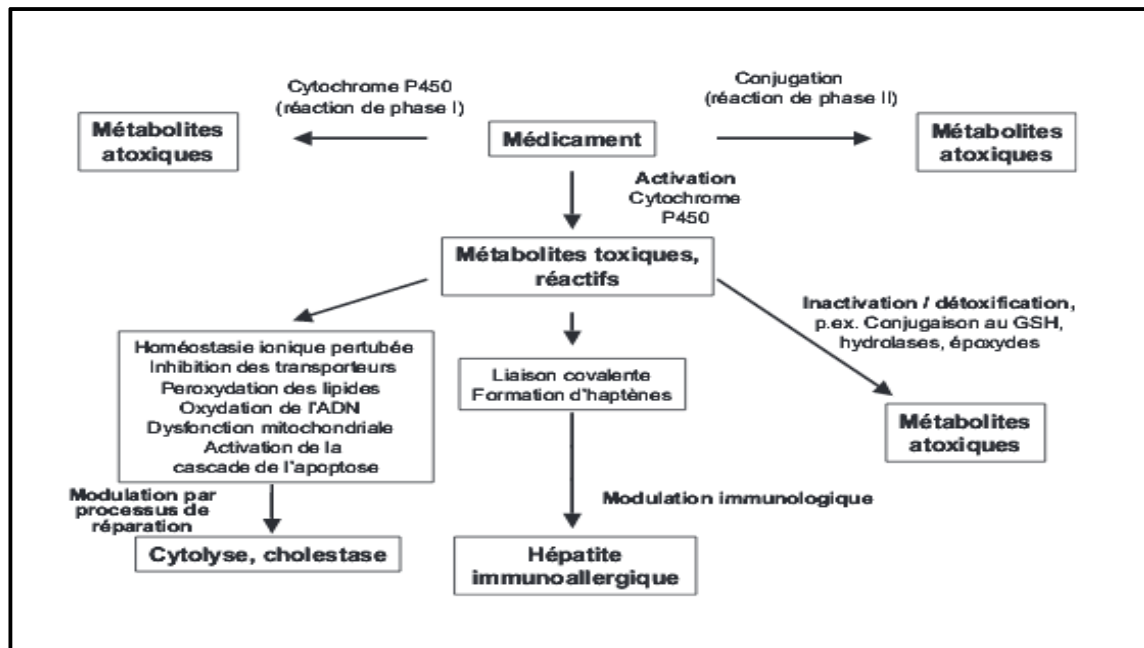 Cytochrome P450
(réaction de phase I)
Conjugation
(réaction de phase II)
Métabolites
atoxiques
Médicament
Métabolites
atoxiques
Activation
Cytochrome
P450
Métabolites toxiques,
réactifs
Inactivation / détoxification,
p.ex. Conjugaison au GSH,
hydrolases, époxydes
Homéostasie ionique pertubée
Inhibition des transporteurs
Peroxydation des lipides
Oxydation de l'ADN
Dysfonction mitochondriale
Activation de la
cascade de l'apoptose
Liaison covalente
Formation d'haptènes
Métabolites
atoxiques
Modulation par
processus de
réparation
Modulation immunologique
Cytolyse, cholestase
Hépatite
immunoallergique